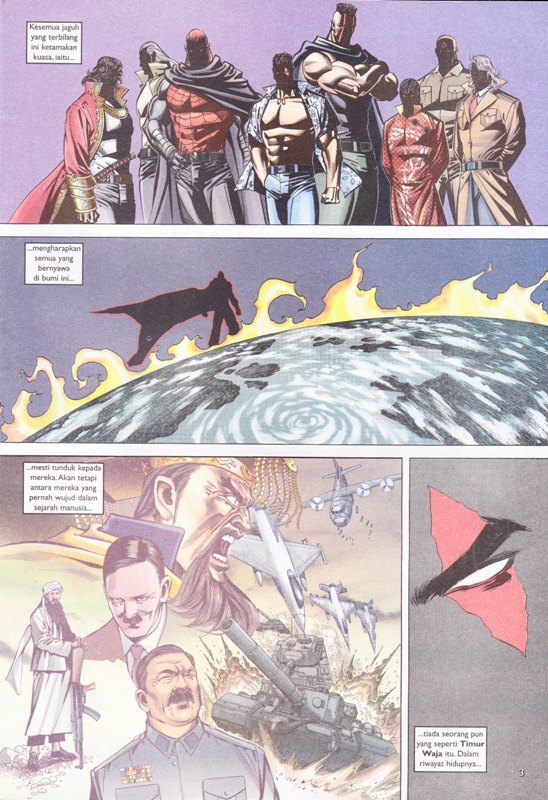 Kesemua jaguh
yang terbilang
ini ketamakan
kuasa, iaitu...
...mengharapkan
semua yang
bernyawa
di bumi ini...
...mesti tunduk kepada
mereka. Akan tetapi
antara mereka yang
pernah wujud dalam
sejarah manusia...
...tiada seorang pun
yang seperti Timur
Waja itu. Dalam
riwayat hidupnya...
3